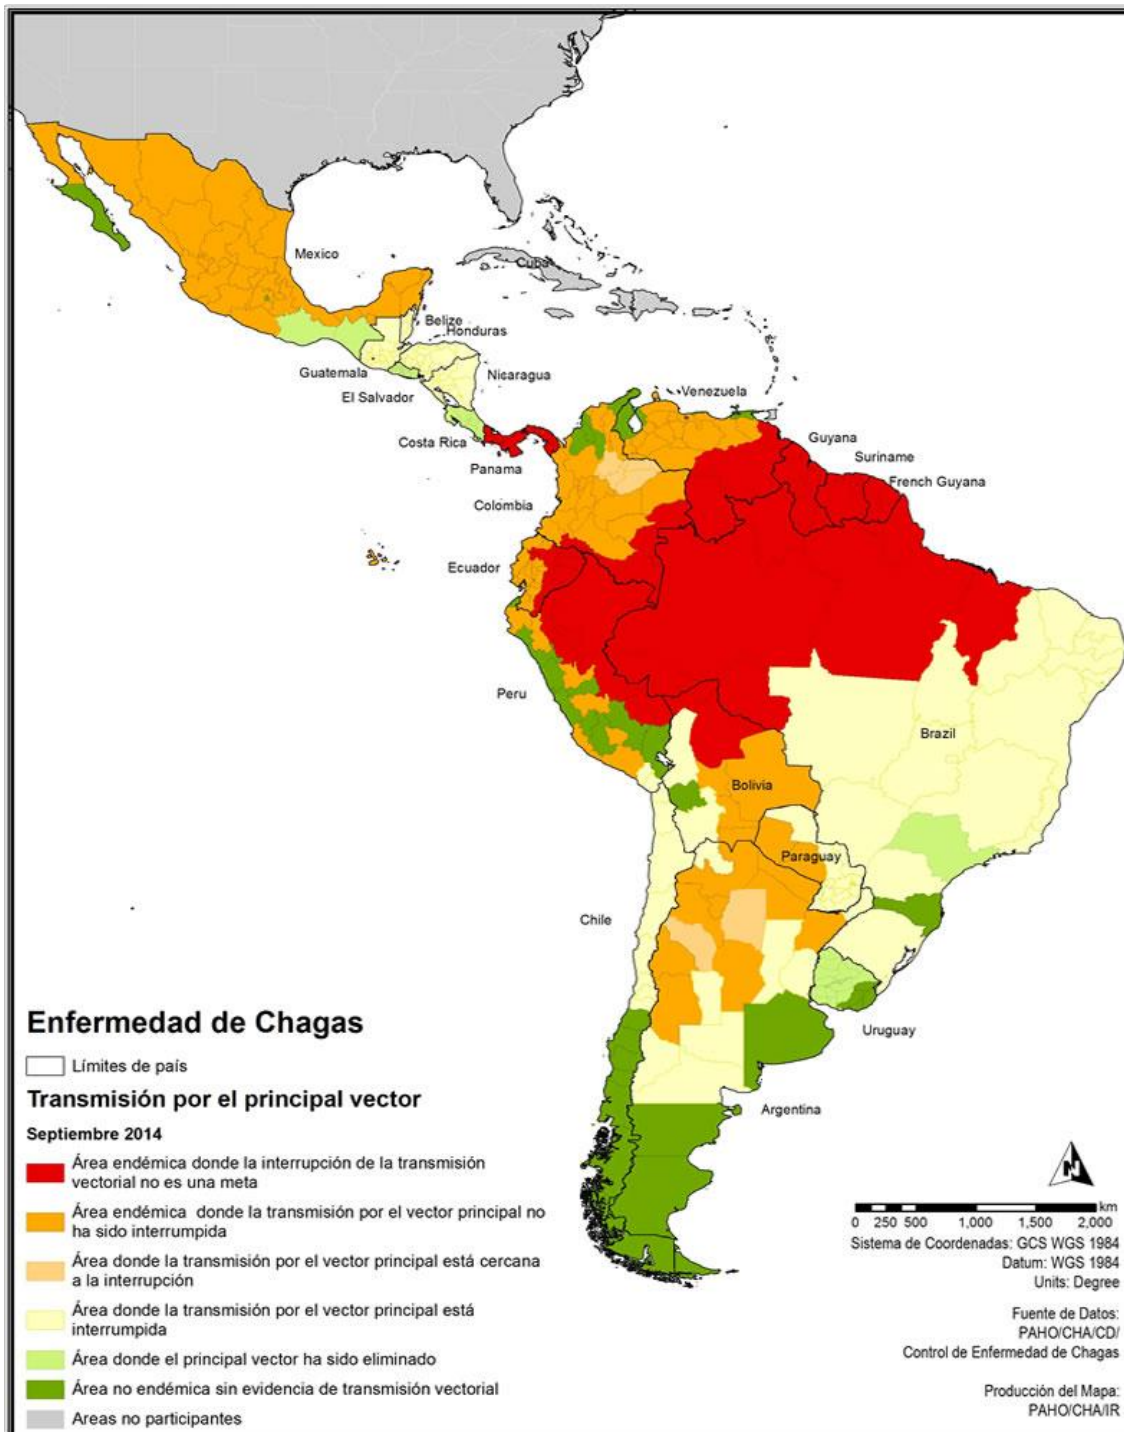 Mexico
Cuba
Belize
Honduras
Guatemala
Nicaragua
El Salvador
Venezuela
Costa Rica
Guyana
Panama
Suriname
French Guyana
Colombia
Ecuador
Peru
Brazil
Bolivia
Paraguay
Chile
Uruguay
Argentina
Enfermedad de Chagas
Límites de país
Transmisión por el principal vector
Septiembre 2014
Área endémica donde la interrupción de la transmisión
vectorial no es una meta
Área endémica donde la transmisión por el vector principal no
ha sido interrumpida
Área donde la transmisión por el vector principal está cercana
a la interrupción
Área donde la transmisión por el vector principal está
interrumpida
Área donde el principal vector ha sido eliminado
Área no endémica sin evidencia de transmisión vectorial
Areas no participantes
N
km
0 250 500 1,000 1,500 2,000
Sistema de Coordenadas: GCS WGS 1984
Datum: WGS 1984
Units: Degree
Fuente de Datos:
PAHO/CHA/CD/
Control de Enfermedad de Chagas
Producción del Mapa:
PAHO/CHA/IR